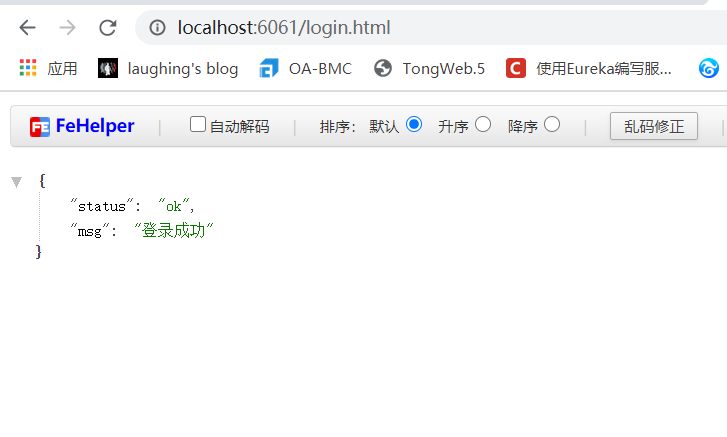 localhost:6061/login.html
应用 laughing's blog OA-BMC TongWeb.5 使用Eureka编写服...
FE FeHelper | 自动解码 | 排序: 默认 升序 降序 | 乱码修正 |
{
"status": "ok",
"msg": "登录成功"
}